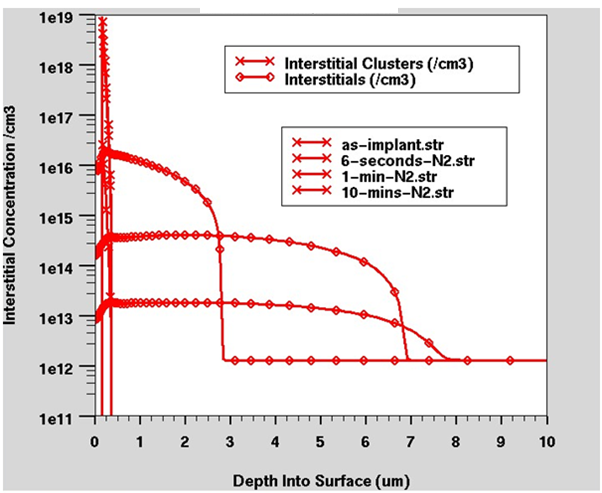 1e19
1e18
1e17
1e16
1e15
1e14
1e13
1e12
1e11
Interstitial Concentration /cm3
Interstitial Clusters (/cm3)
Interstitials (/cm3)
as-implant.str
6-seconds-N2.str
1-min-N2.str
10-mins-N2.str
0 1 2 3 4 5 6 7 8 9 10
Depth Into Surface (um)